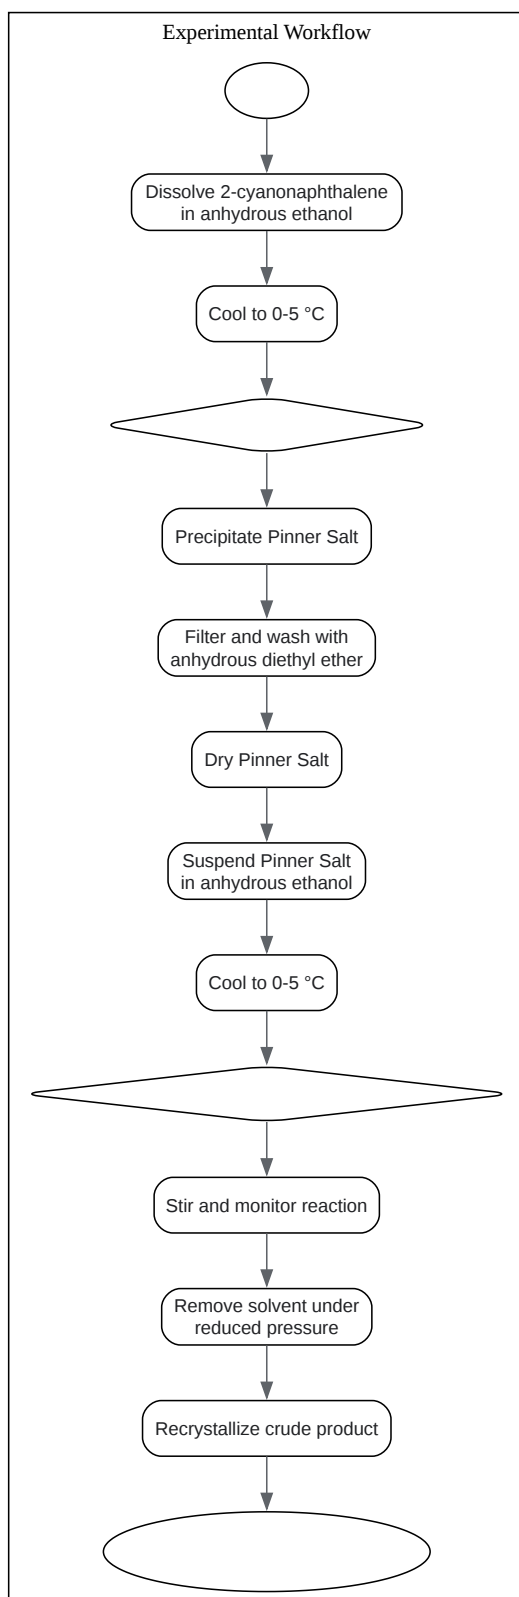 Experimental Workflow
Dissolve 2-cyanonaphthalene
in anhydrous ethanol
Cool to 0-5 °C
Precipitate Pinner Salt
Filter and wash with
anhydrous diethyl ether
Dry Pinner Salt
Suspend Pinner Salt
in anhydrous ethanol
Cool to 0-5 °C
Stir and monitor reaction
Remove solvent under
reduced pressure
Recrystallize crude product